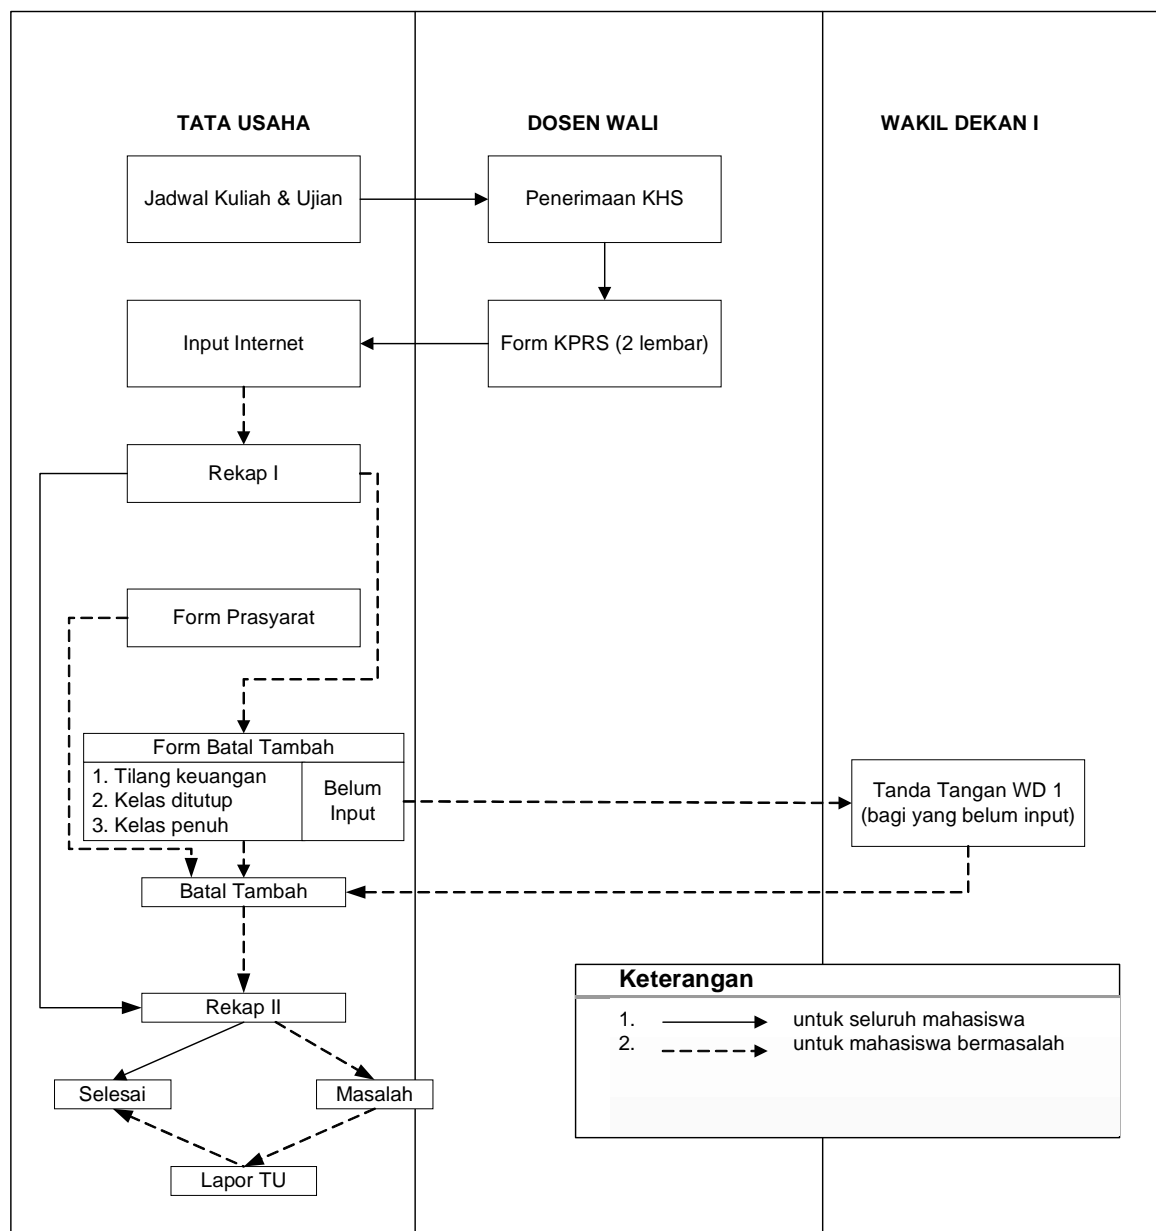 TATA USAHA
DOSEN WALI
WAKIL DEKAN I
Jadwal Kuliah & Ujian
Penerimaan KHS
Input Internet
Form KPRS (2 lembar)
Rekap I
Form Prasyarat
Form Batal Tambah
1. Tilang keuangan
2. Kelas ditutup
3. Kelas penuh
Belum
Input
Tanda Tangan WD 1
(bagi yang belum input)
Batal Tambah
Rekap II
Selesai
Masalah
Lapor TU
Keterangan
1. untuk seluruh mahasiswa
2. untuk mahasiswa bermasalah